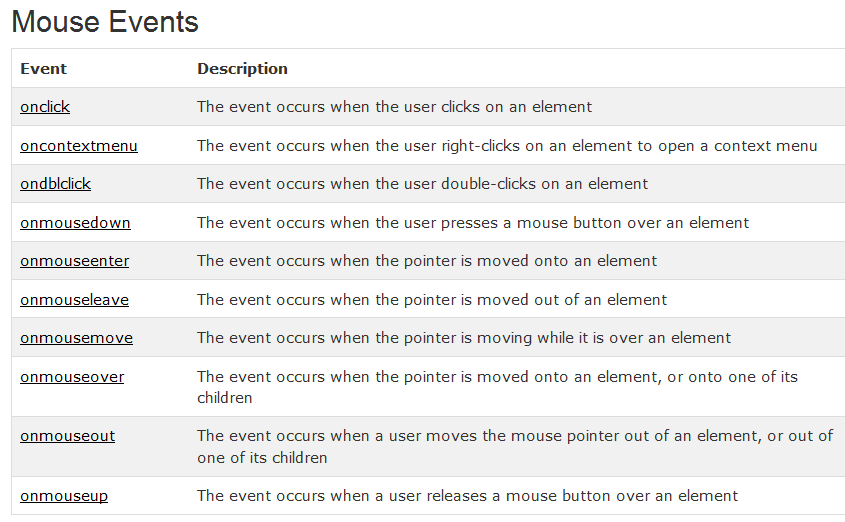 Mouse Events
Event Description
onclick The event occurs when the user clicks on an element
oncontextmenu The event occurs when the user right-clicks on an element to open a context menu
ondblclick The event occurs when the user double-clicks on an element
onmousedown The event occurs when the user presses a mouse button over an element
onmouseenter The event occurs when the pointer is moved onto an element
onmouseleave The event occurs when the pointer is moved out of an element
onmousemove The event occurs when the pointer is moving while it is over an element
onmouseover The event occurs when the pointer is moved onto an element, or onto one of its
children
onmouseout The event occurs when a user moves the mouse pointer out of an element, or out of
one of its children
onmouseup The event occurs when a user releases a mouse button over an element